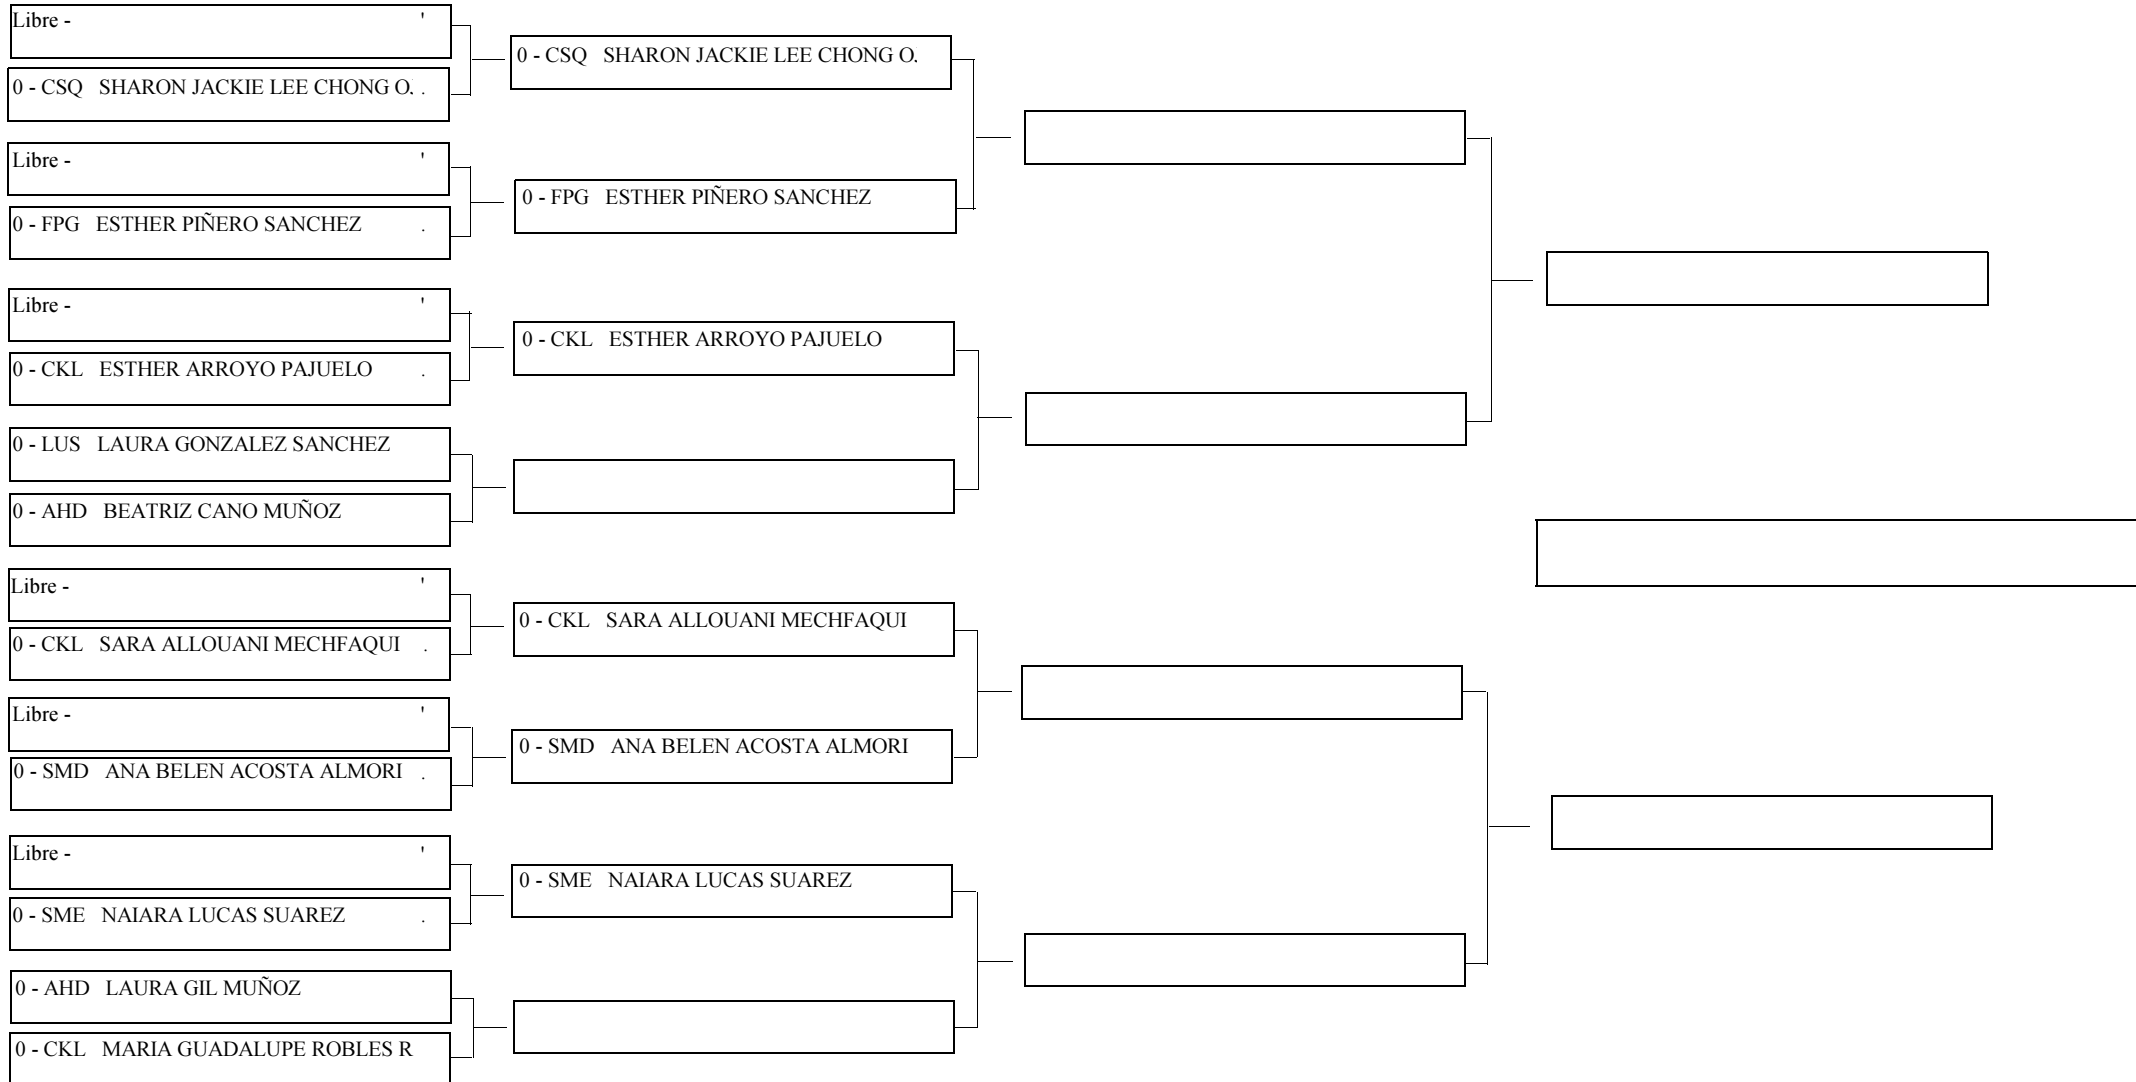 Libre - '
0 - CSQ SHARON JACKIE LEE CHONG O. .
Libre - '
0 - FPG ESTHER PIÑERO SANCHEZ .
Libre - '
0 - CKL ESTHER ARROYO PAJUELO .
0 - LUS LAURA GONZALEZ SANCHEZ
0 - AHD BEATRIZ CANO MUÑOZ
Libre - '
0 - CKL SARA ALLOUANI MECHFAQUI .
Libre - '
0 - SMD ANA BELEN ACOSTA ALMORI .
Libre - '
0 - SME NAIARA LUCAS SUAREZ .
0 - AHD LAURA GIL MUÑOZ
0 - CKL MARIA GUADALUPE ROBLES R
0 - CSQ SHARON JACKIE LEE CHONG O.
0 - FPG ESTHER PIÑERO SANCHEZ
0 - CKL ESTHER ARROYO PAJUELO
0 - CKL SARA ALLOUANI MECHFAQUI
0 - SMD ANA BELEN ACOSTA ALMORI
0 - SME NAIARA LUCAS SUAREZ